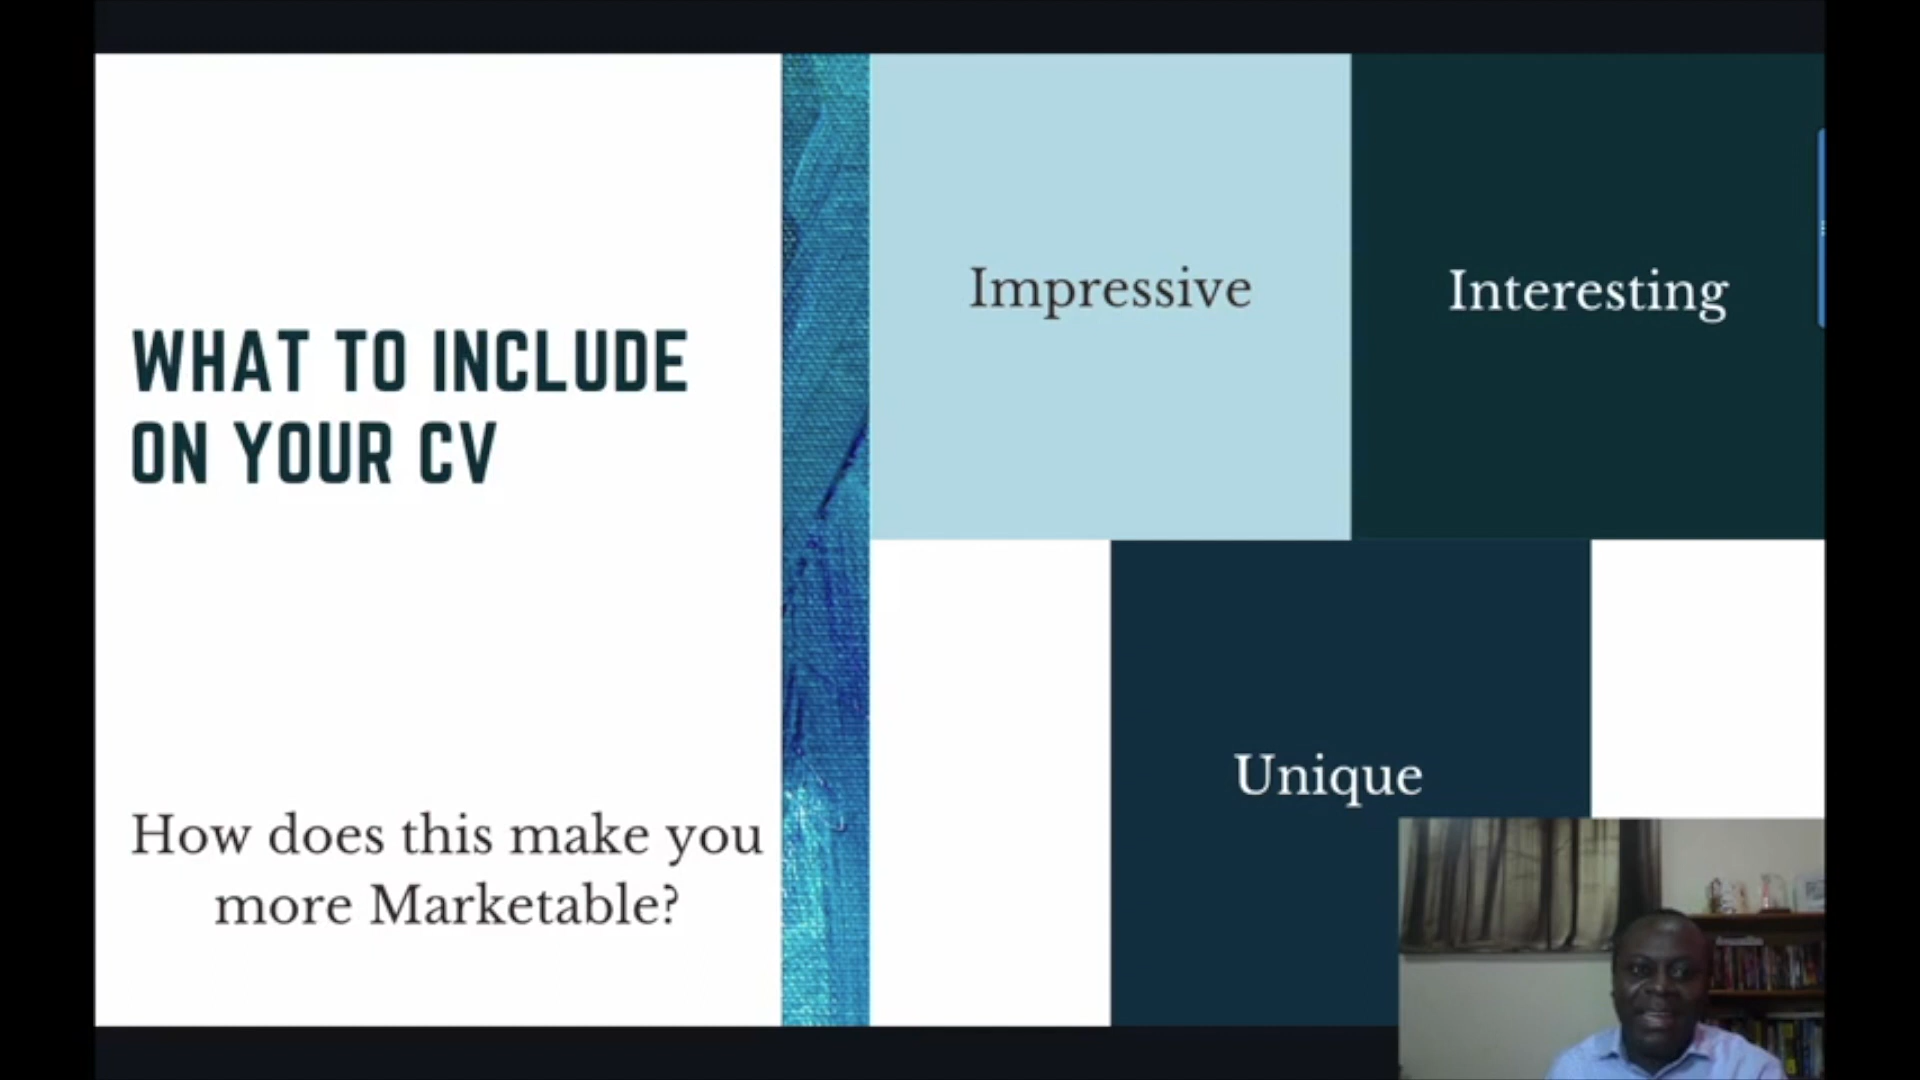 WHAT TO INCLUDE
ON YOUR CV
How does this make you
more Marketable?
Impressive
Interesting
Unique